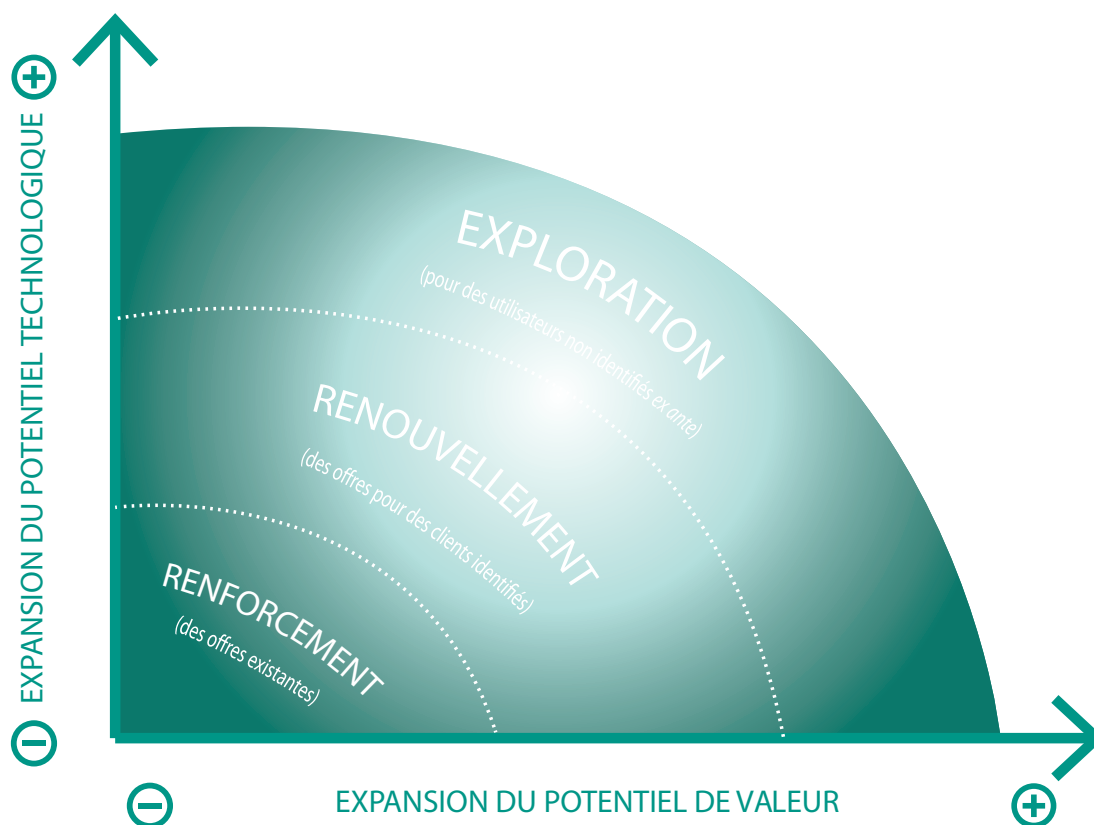 EXPANSION DU POTENTIEL TECHNOLOGIQUE
EXPLORATION
(pour des utilisateurs non identifiés ex ante)
RENOUVELLEMENT
(des offres pour des clients identifiés)
RENFORCEMENT
(des offres existantes)
EXPANSION DU POTENTIEL DE VALEUR